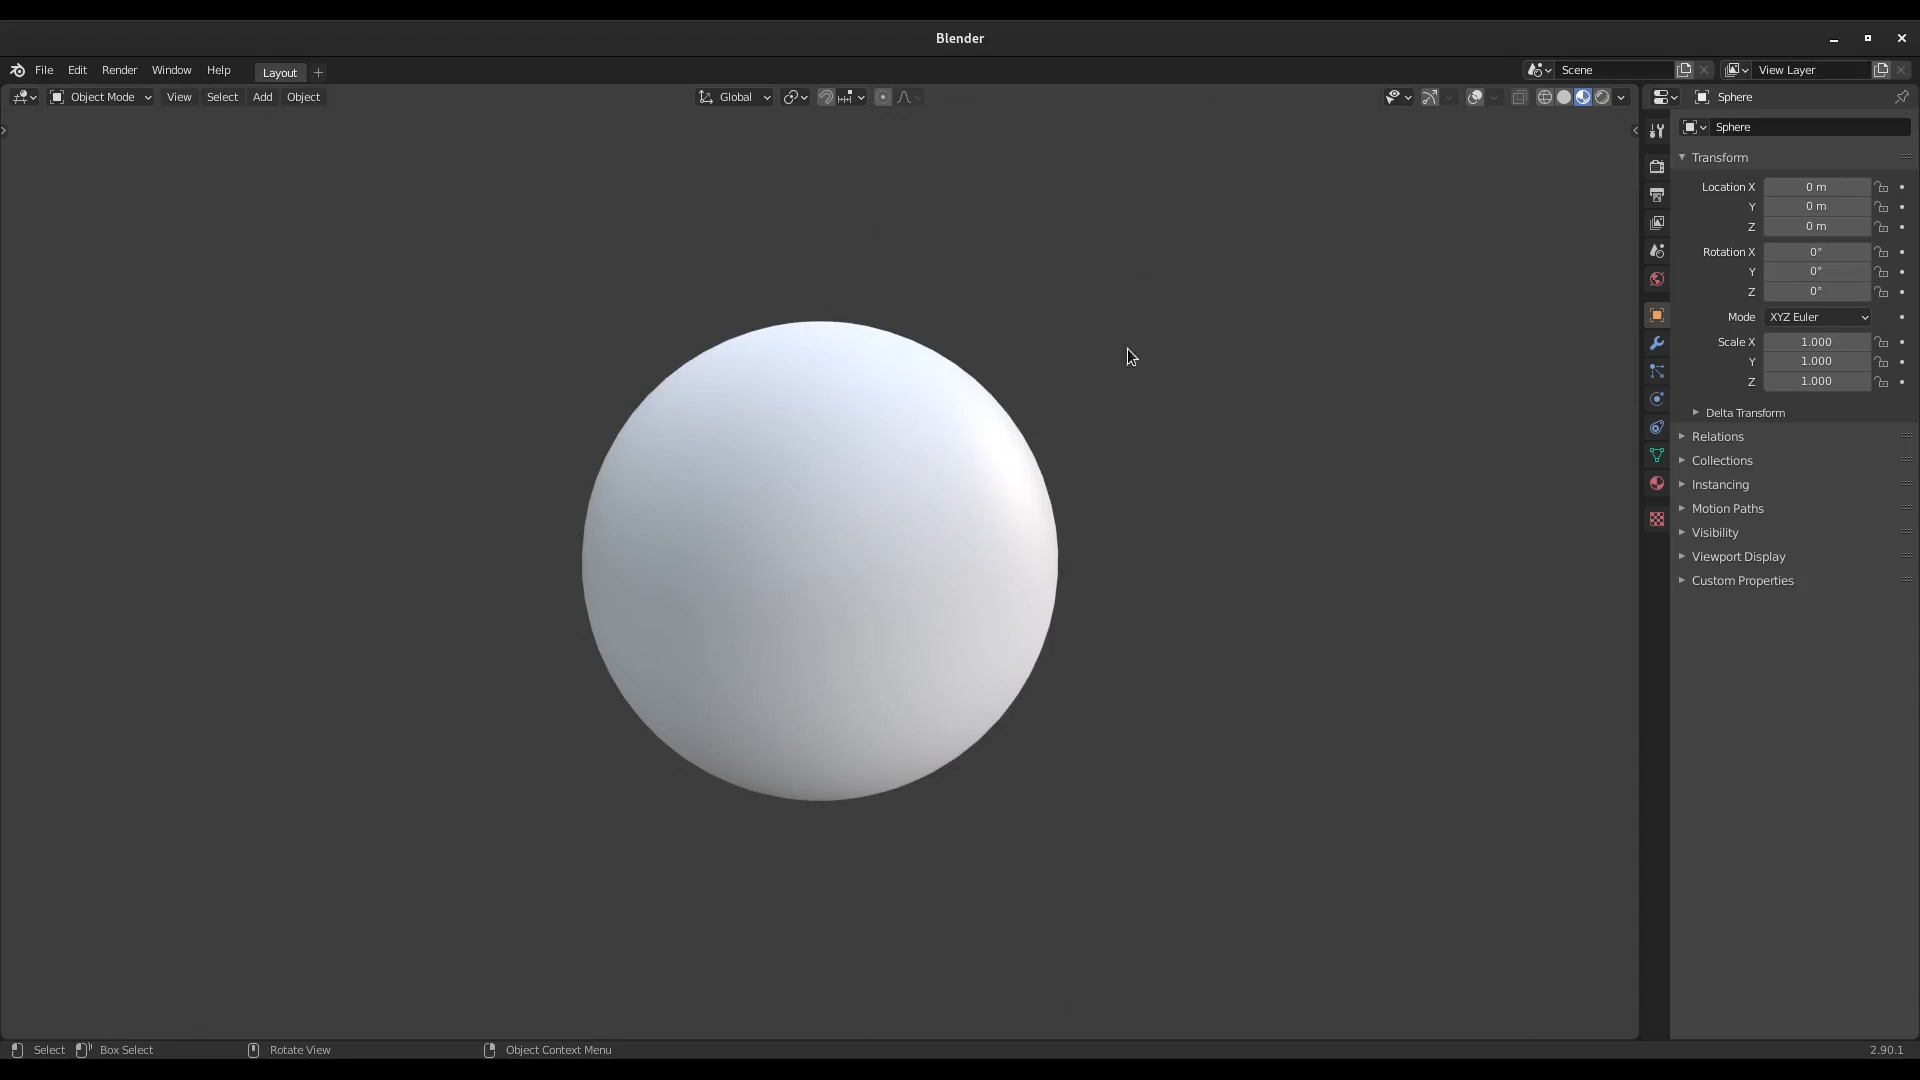 Blender
File Edit Render Window Help Layout + Scene View Layer
Object Mode View Select Add Object Global Sphere
Sphere
Transform
Location X 0 m
Y 0 m
Z 0 m
Rotation X 0°
Y 0°
Z 0°
Mode XYZ Euler
Scale X 1.000
Y 1.000
Z 1.000
Delta Transform
Relations
Collections
Instancing
Motion Paths
Visibility
Viewport Display
Custom Properties
Select Box Select Rotate View Object Context Menu 2.90.1